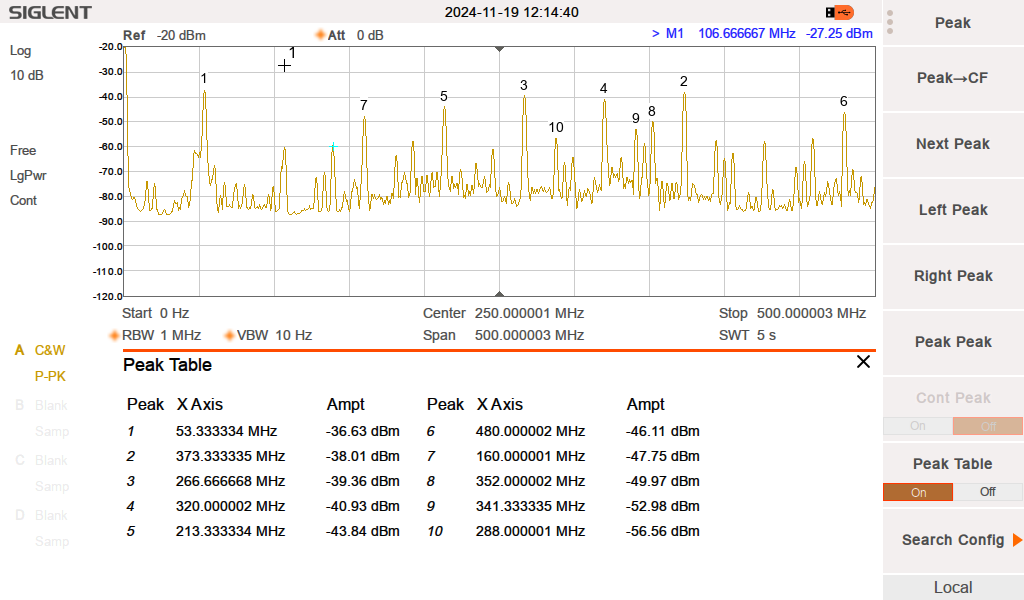 SIGLENT 2024-11-19 12:14:40
Ref -20 dBm Att 0 dB > M1 106.666667 MHz -27.25 dBm
Log
10 dB
Free
LgPwr
Cont
-20.0
-30.0
-40.0
-50.0
-60.0
-70.0
-80.0
-90.0
-100.0
-110.0
-120.0
1
1
7
5
3
10
4
9
8
2
6
Start 0 Hz Center 250.000001 MHz Stop 500.000003 MHz
RBW 1 MHz VBW 10 Hz Span 500.000003 MHz SWT 5 s
A C&W
P-PK
B Blank
Samp
C Blank
Samp
D Blank
Samp
Peak Table
Peak X Axis Ampt Peak X Axis Ampt
1 53.333334 MHz -36.63 dBm 6 480.000002 MHz -46.11 dBm
2 373.333335 MHz -38.01 dBm 7 160.000001 MHz -47.75 dBm
3 266.666668 MHz -39.36 dBm 8 352.000002 MHz -49.97 dBm
4 320.000002 MHz -40.93 dBm 9 341.333335 MHz -52.98 dBm
5 213.333334 MHz -43.84 dBm 10 288.000001 MHz -56.56 dBm
Peak
Peak→CF
Next Peak
Left Peak
Right Peak
Peak Peak
Cont Peak
On Off
Peak Table
On Off
Search Config
Local